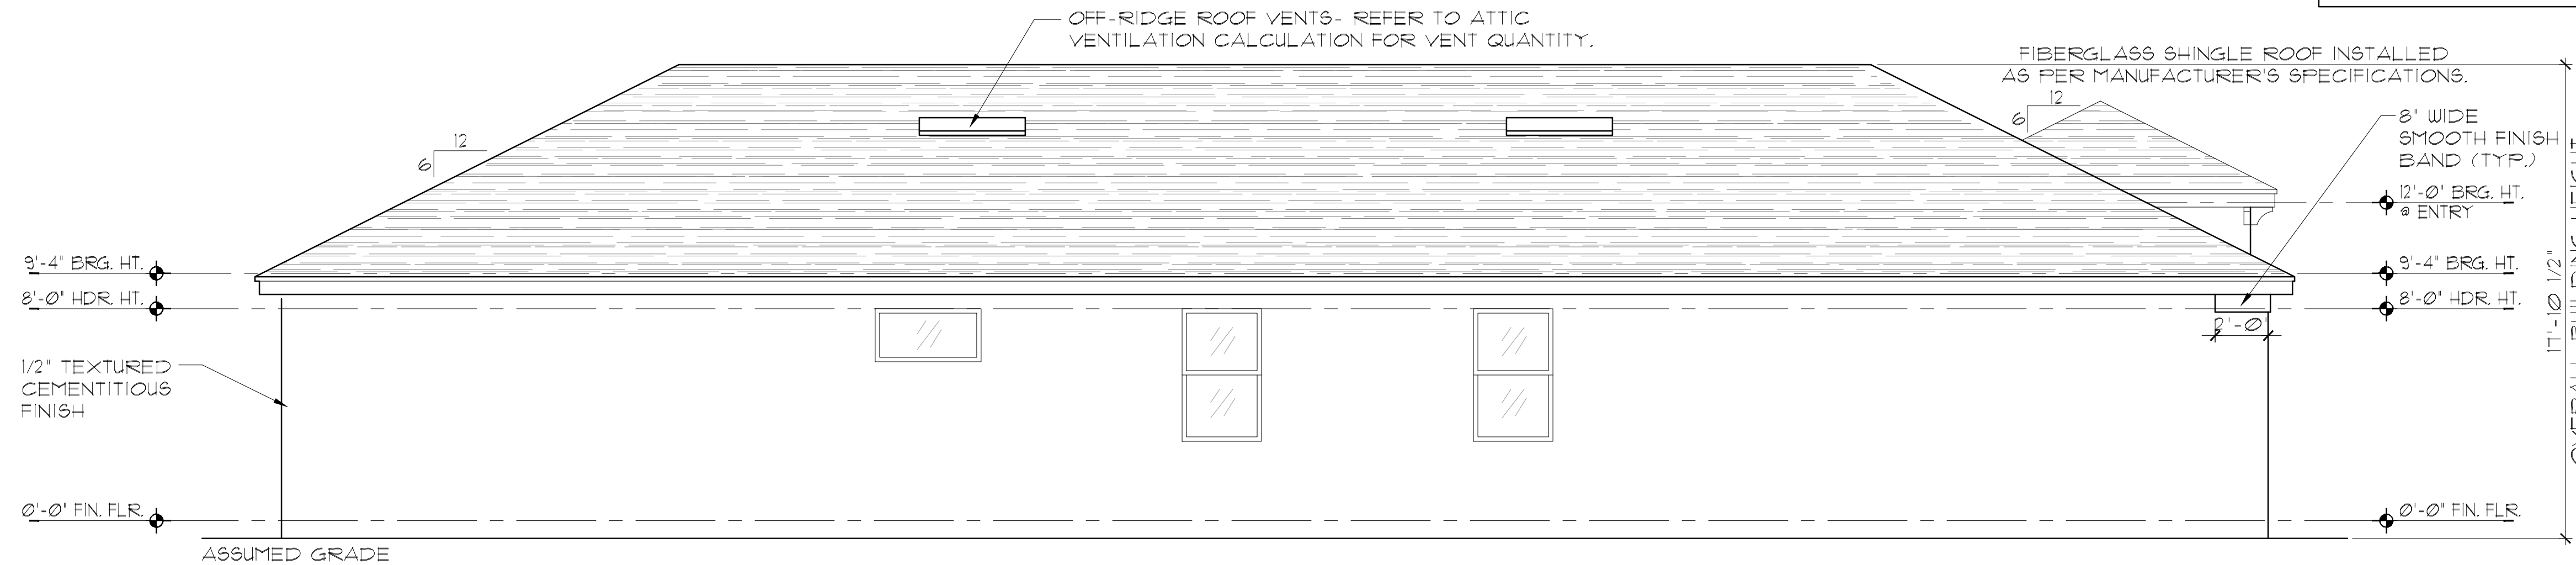 OFF-RIDGE ROOF VENTS- REFER TO ATTIC
VENTILATION CALCULATION FOR VENT QUANTITY.
FIBERGLASS SHINGLE ROOF INSTALLED
AS PER MANUFACTURER'S SPECIFICATIONS.
12
6
12
6
8" WIDE
SMOOTH FINISH
BAND (TYP.)
12'-0" BRG. HT.
@ ENTRY
9'-4" BRG. HT.
8'-0" HDR. HT.
9'-4" BRG. HT.
8'-0" HDR. HT.
2'-0"
17'-10 1/2"
OVERALL BUILDING HEIGHT
1/2" TEXTURED
CEMENTITIOUS
FINISH
0'-0" FIN. FLR.
0'-0" FIN. FLR.
ASSUMED GRADE